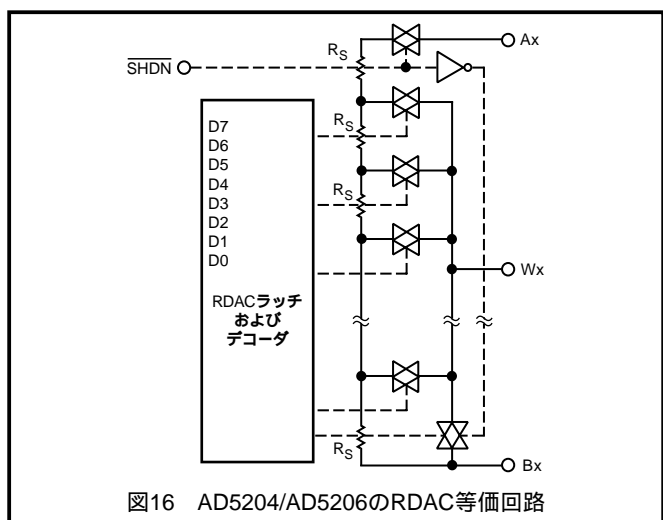 Ax
RS
SHDN
D7
D6
D5
D4
D3
D2
D1
D0
RS
RS
RDACラッチ
および
デコーダ
Wx
RS
Bx
図16 AD5204/AD5206のRDAC等価回路